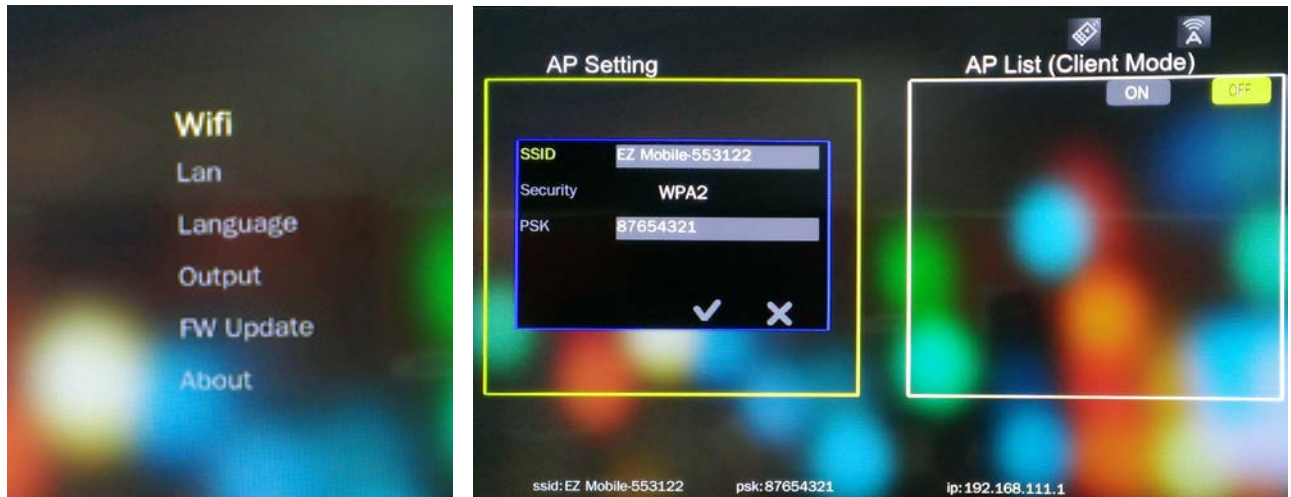 Wifi
Lan
Language
Output
FW Update
About
A
AP Setting
AP List (Client Mode)
ON OFF
SSID EZ Mobile-553122
Security WPA2
PSK 87654321
ssid:EZ Mobile-553122 psk:87654321 ip:192.168.111.1